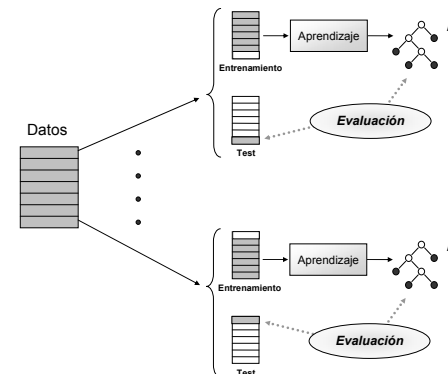 Datos
Aprendizaje
Entrenamiento
Evaluación
Test
Aprendizaje
Entrenamiento
Evaluación
Test